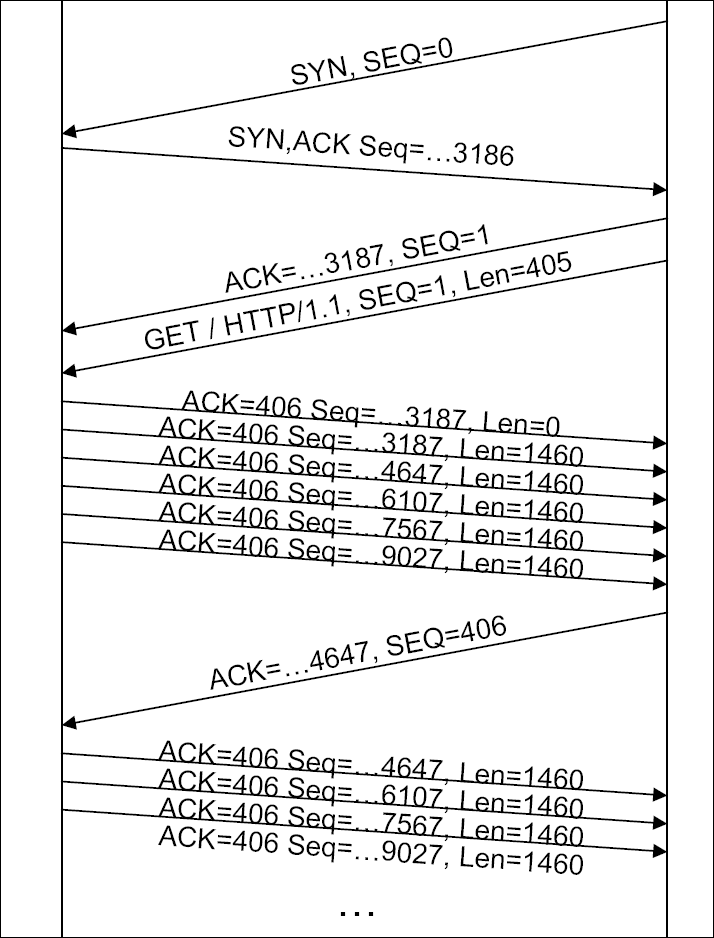 SYN, SEQ=0
SYN,ACK Seq=…3186
ACK=…3187, SEQ=1
GET / HTTP/1.1, SEQ=1, Len=405
ACK=406 Seq=…3187, Len=0
ACK=406 Seq=…3187, Len=1460
ACK=406 Seq=…4647, Len=1460
ACK=406 Seq=…6107, Len=1460
ACK=406 Seq=…7567, Len=1460
ACK=406 Seq=…9027, Len=1460
ACK=…4647, SEQ=406
ACK=406 Seq=…4647, Len=1460
ACK=406 Seq=…6107, Len=1460
ACK=406 Seq=…7567, Len=1460
ACK=406 Seq=…9027, Len=1460
…